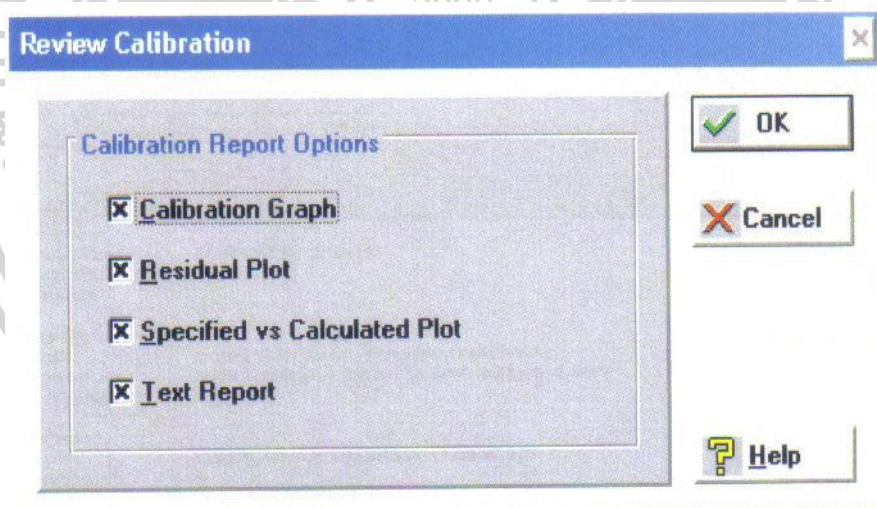 Review Calibration
Calibration Report Options
Calibration Graph
Residual Plot
Specified vs Calculated Plot
Text Report
OK
Cancel
Help